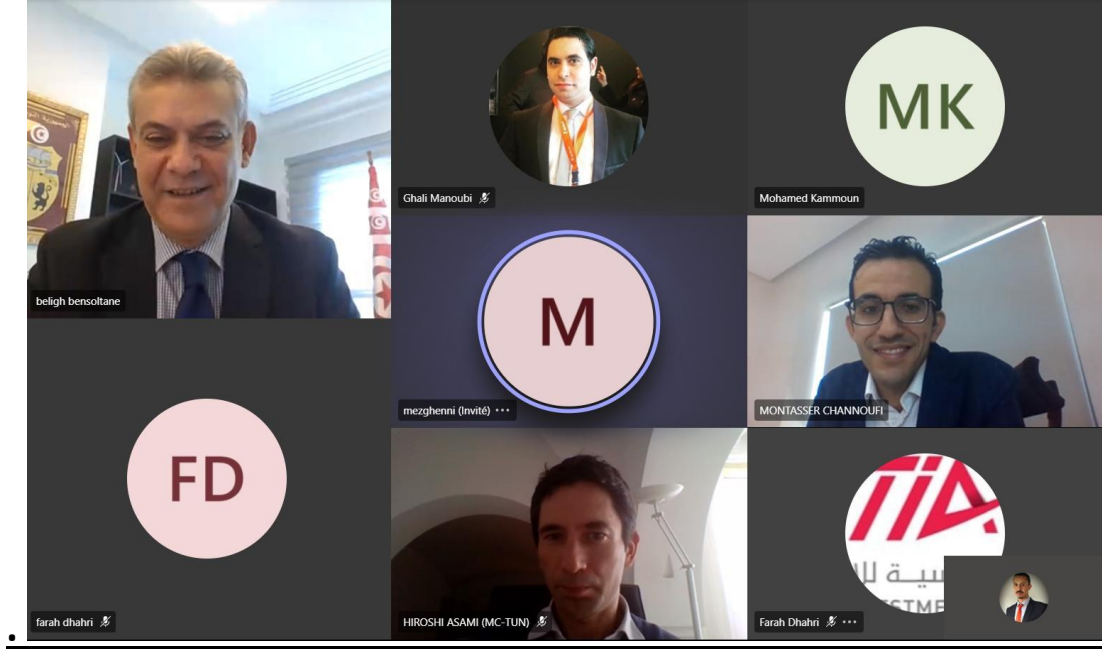 Ghali Manoubi
MK
Mohamed Kammoun
beligh bensoltane
M
mezghenni (Invité)
MONTASSER CHANNOUFI
FD
farah dhahri
HIROSHI ASAMI (MC-TUN)
TIA
Farah Dhahri